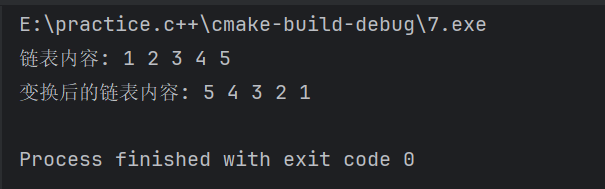 E:\practice.c++\cmake-build-debug\7.exe
链表内容: 1 2 3 4 5
变换后的链表内容: 5 4 3 2 1
Process finished with exit code 0